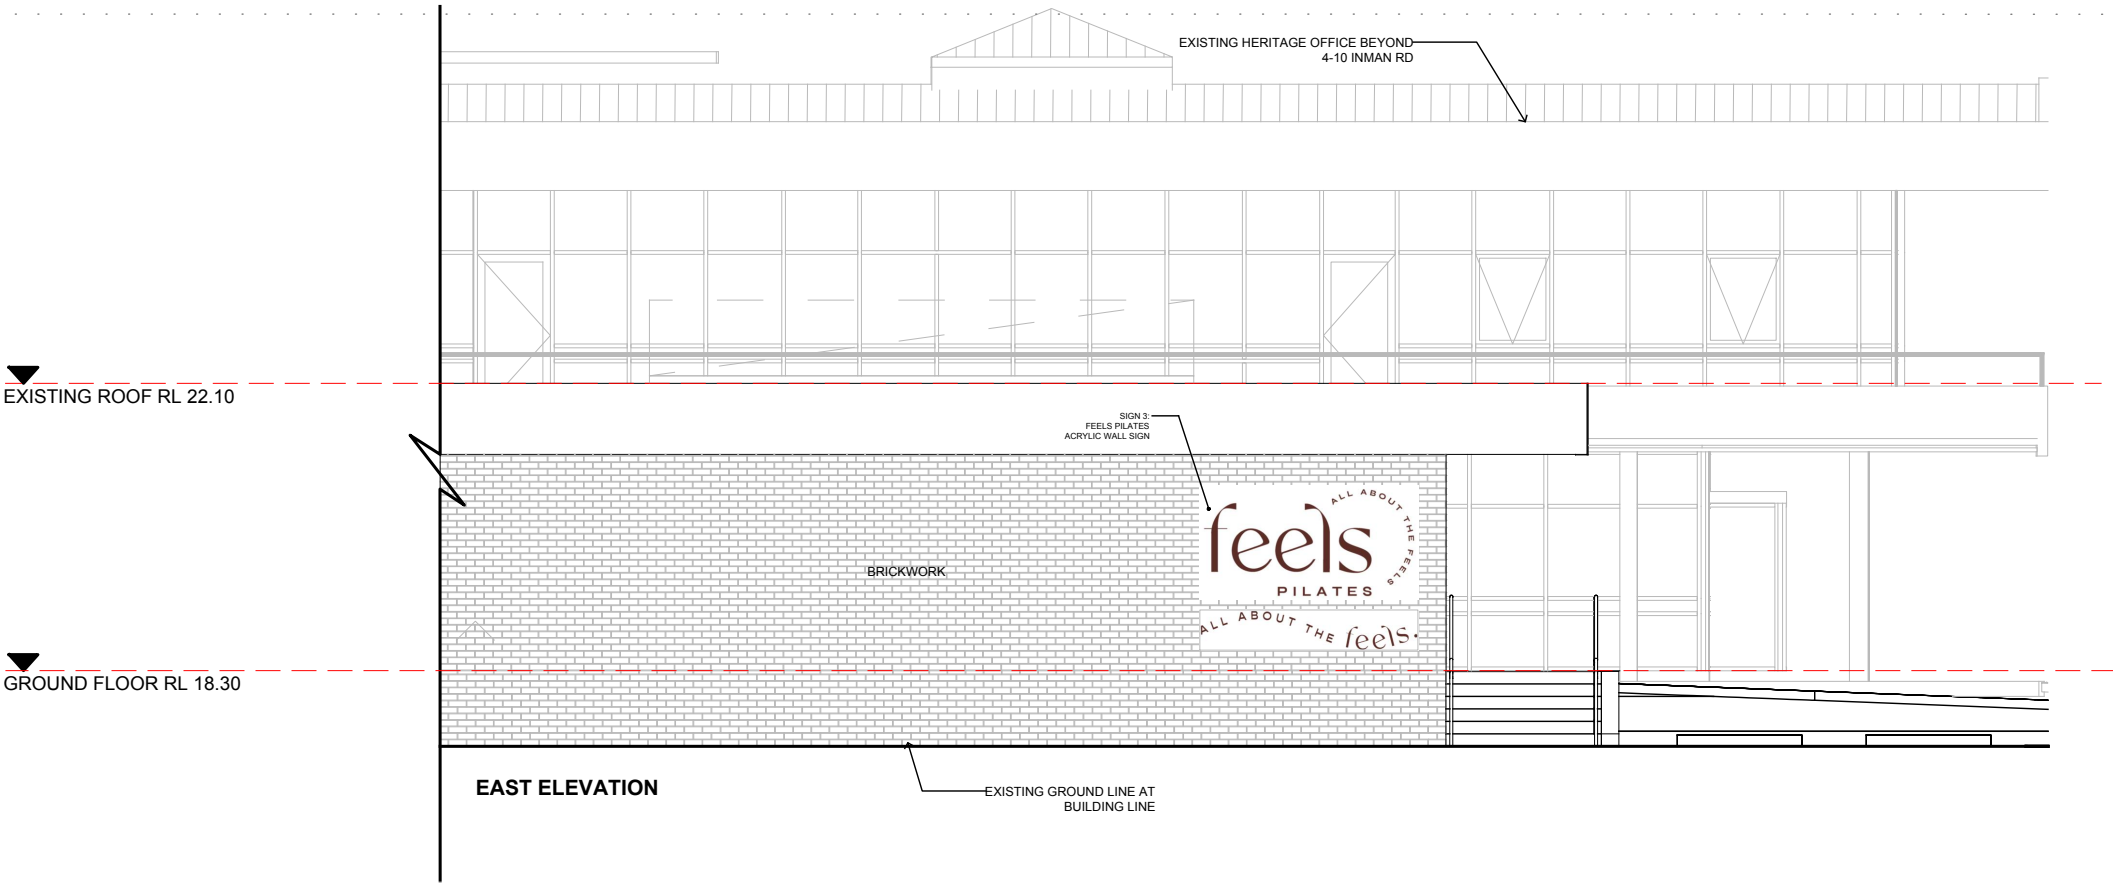 EXISTING HERITAGE OFFICE BEYOND
4-10 INMAN RD
EXISTING ROOF RL 22.10
SIGN 3:
FEELS PILATES
ACRYLIC WALL SIGN
ALL ABOUT THE FEELS
feels
PILATES
BRICKWORK
ALL ABOUT THE feels.
GROUND FLOOR RL 18.30
EAST ELEVATION
EXISTING GROUND LINE AT
BUILDING LINE